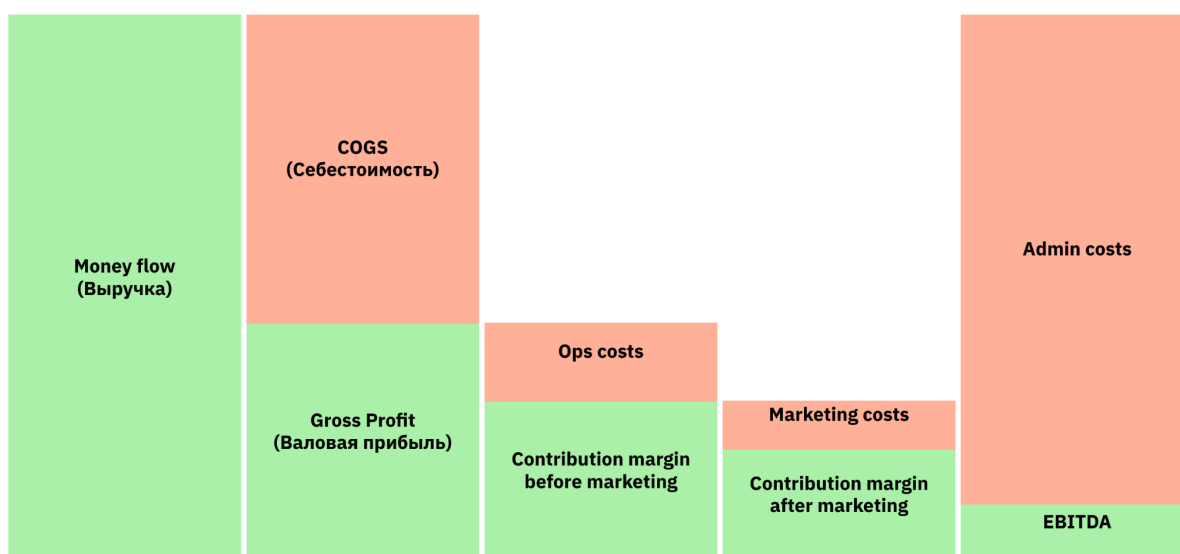 Money flow
(Выручка)
COGS
(Себестоимость)
Gross Profit
(Валовая прибыль)
Ops costs
Contribution margin
before marketing
Marketing costs
Contribution margin
after marketing
Admin costs
EBITDA